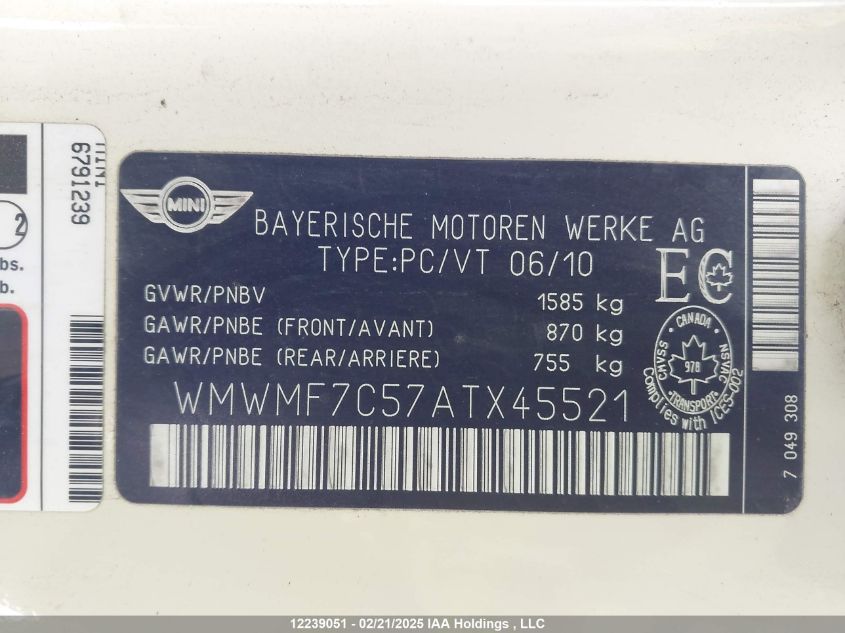 MINI
6791239
2
bs.
b.
MINI
BAYERISCHE MOTOREN WERKE AG
TYPE:PC/VT 06/10
EC
GVWR/PNBV 1585 kg
GAWR/PNBE (FRONT/AVANT) 870 kg
GAWR/PNBE (REAR/ARRIERE) 755 kg
WMWMF7C57ATX45521
CANADA
CMVSS
NSVAC
978
TRANSPORTS
Complies with ICES-002
7 049 308
12239051 - 02/21/2025 IAA Holdings , LLC